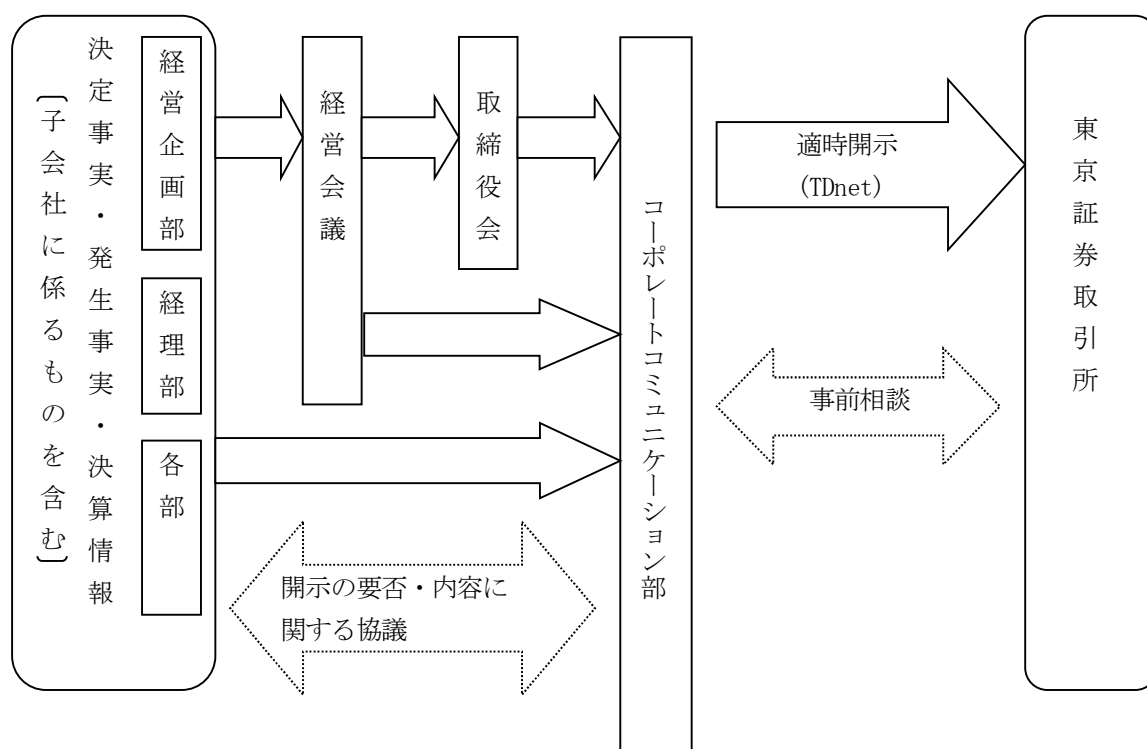 決定事実・発生事実・決算情報
〔子会社に係るものを含む〕
経営企画部
経理部
各部
経営会議
取締役会
コーポレートコミュニケーション部
適時開示
(TDnet)
事前相談
開示の要否・内容に
関する協議
東京証券取引所